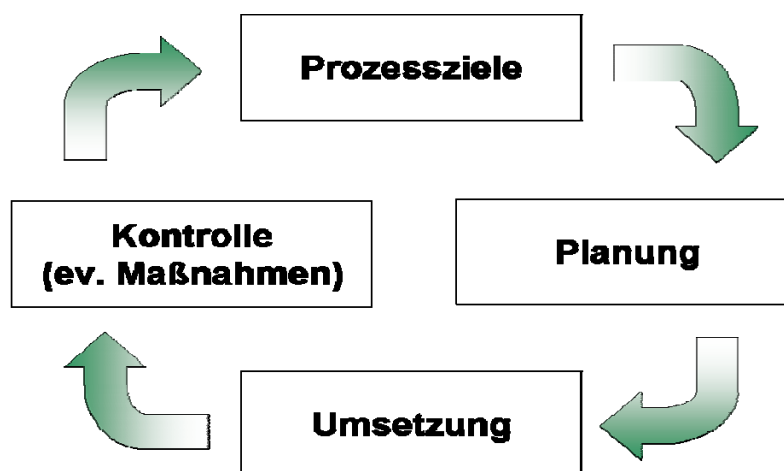 Prozessziele
Kontrolle
(ev. Maßnahmen)
Planung
Umsetzung